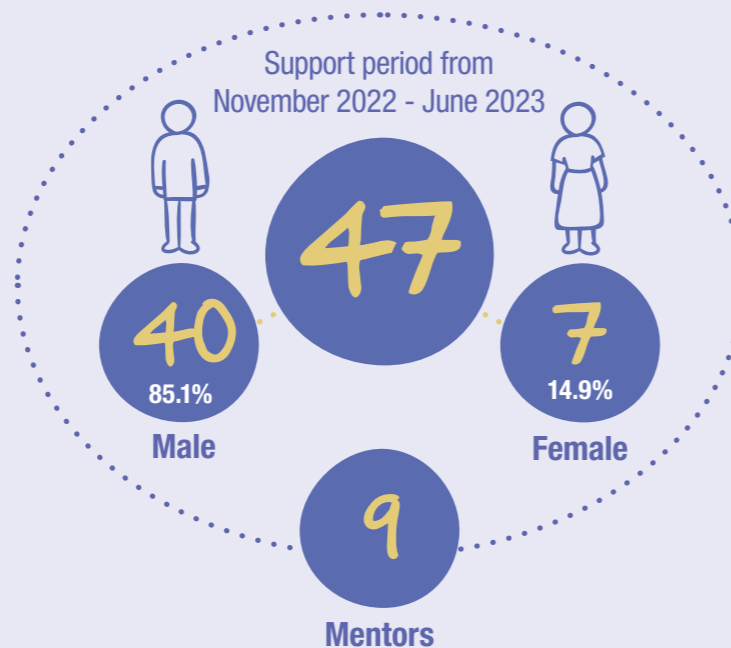 Support period from
November 2022 - June 2023
47
40
85.1%
Male
7
14.9%
Female
9
Mentors